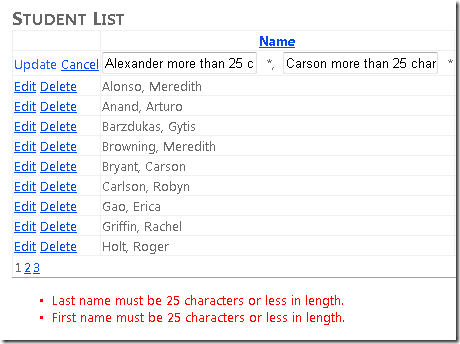 STUDENT LIST
Name
Update Cancel Alexander more than 25 c *, Carson more than 25 char *
Edit Delete Alonso, Meredith
Edit Delete Anand, Arturo
Edit Delete Barzdukas, Gytis
Edit Delete Browning, Meredith
Edit Delete Bryant, Carson
Edit Delete Carlson, Robyn
Edit Delete Gao, Erica
Edit Delete Griffin, Rachel
Edit Delete Holt, Roger
1 2 3
• Last name must be 25 characters or less in length.
• First name must be 25 characters or less in length.